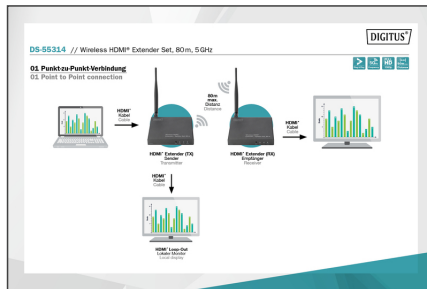 DIGITUS®
DS-55314 // Wireless HDMI® Extender Set, 80m, 5GHz
01 Punkt-zu-Punkt-Verbindung
01 Point to Point connection
80m
max.
Distanz
Distance
HDMI®
Kabel
Cable
HDMI®
Kabel
Cable
HDMI® Extender (TX)
Sender
Transmitter
HDMI® Extender (RX)
Empfänger
Receiver
HDMI®
Kabel
Cable
HDMI® Loop-Out
Lokaler Monitor
Local display